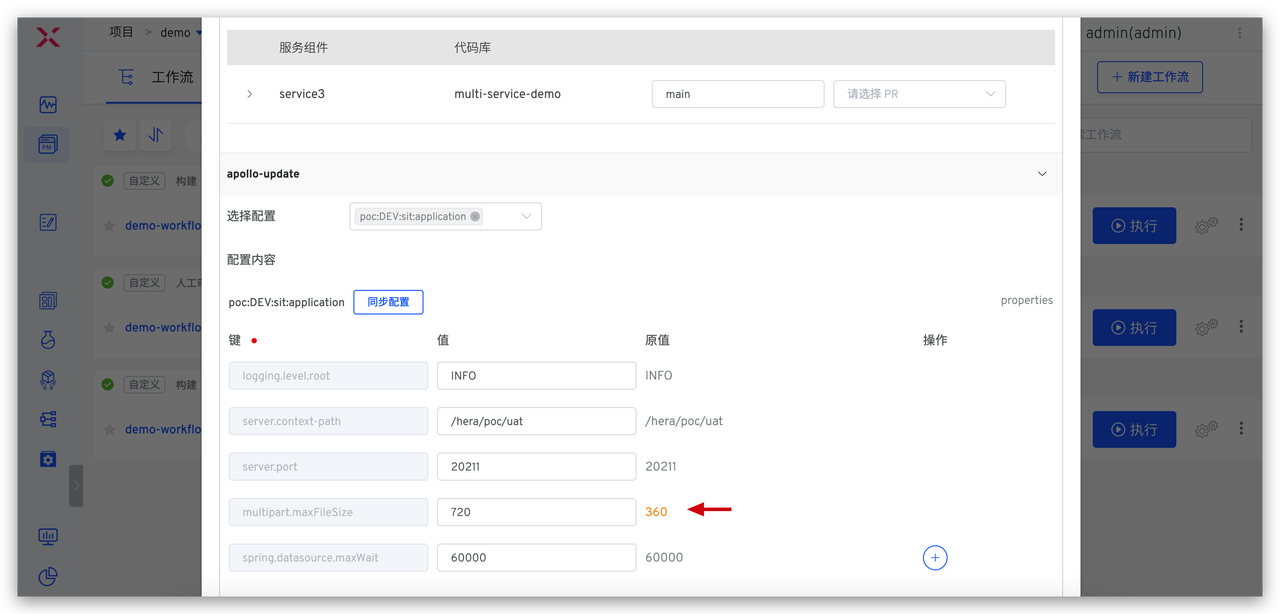 项目 > demo
admin(admin)
工作流
新建工作流
服务组件 代码库
service3 multi-service-demo main 请选择 PR
工作流
apollo-update
自定义 构建
选择配置 poc:DEV:sit:application
demo-workflo
执行
配置内容
自定义
poc:DEV:sit:application 同步配置 properties
demo-workflo
执行
键 值 原值 操作
logging.level.root INFO INFO
自定义 构建
server.context-path /hera/poc/uat /hera/poc/uat
demo-workflo
执行
server.port 20211 20211
multipart.maxFileSize 720 360
spring.datasource.maxWait 60000 60000